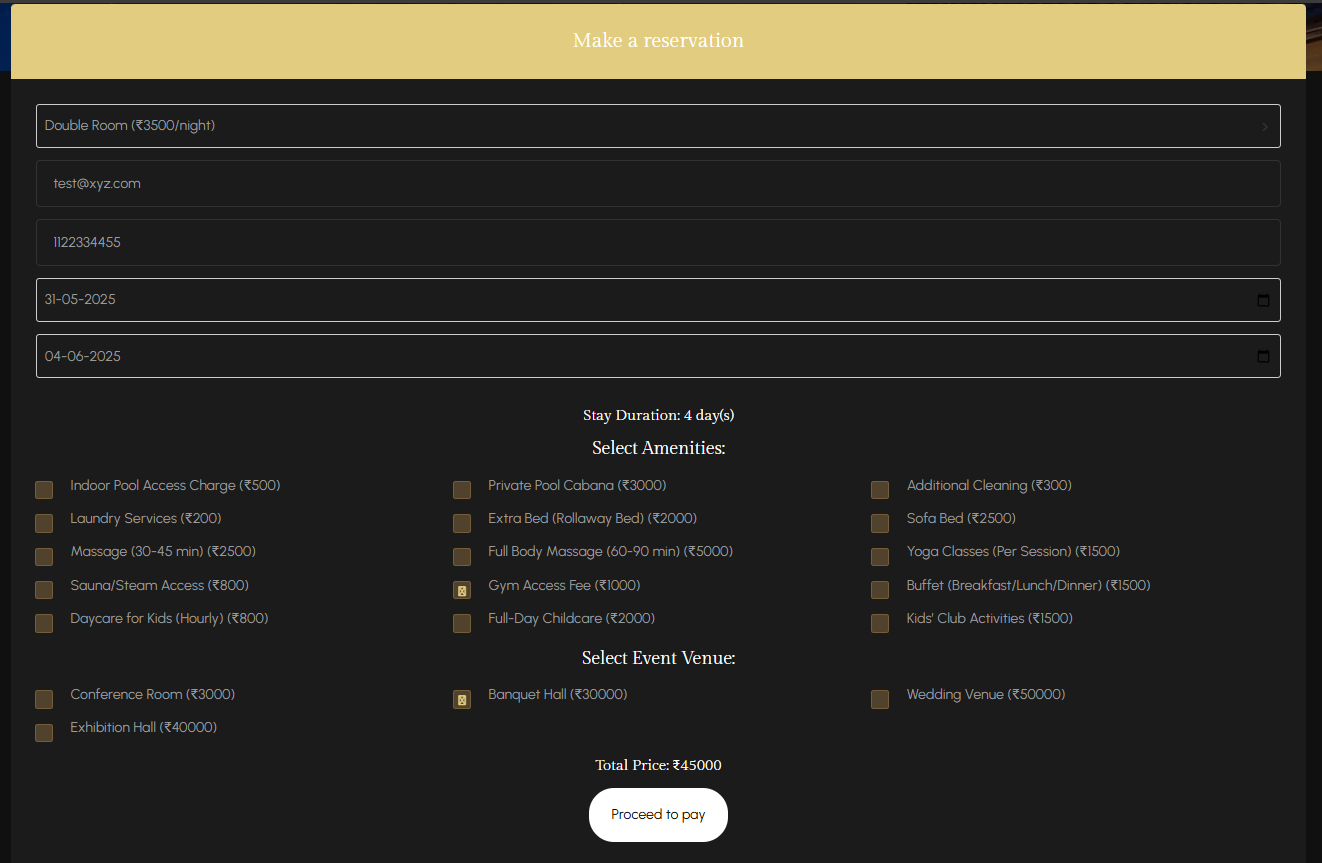 Make a reservation
Double Room (₹3500/night)
test@xyz.com
1122334455
31-05-2025
04-06-2025
Stay Duration: 4 day(s)
Select Amenities:
Indoor Pool Access Charge (₹500) Private Pool Cabana (₹3000) Additional Cleaning (₹300)
Laundry Services (₹200) Extra Bed (Rollaway Bed) (₹2000) Sofa Bed (₹2500)
Massage (30-45 min) (₹2500) Full Body Massage (60-90 min) (₹5000) Yoga Classes (Per Session) (₹1500)
Sauna/Steam Access (₹800) Gym Access Fee (₹1000) Buffet (Breakfast/Lunch/Dinner) (₹1500)
Daycare for Kids (Hourly) (₹800) Full-Day Childcare (₹2000) Kids' Club Activities (₹1500)
Select Event Venue:
Conference Room (₹3000) Banquet Hall (₹30000) Wedding Venue (₹50000)
Exhibition Hall (₹40000)
Total Price: ₹45000
Proceed to pay